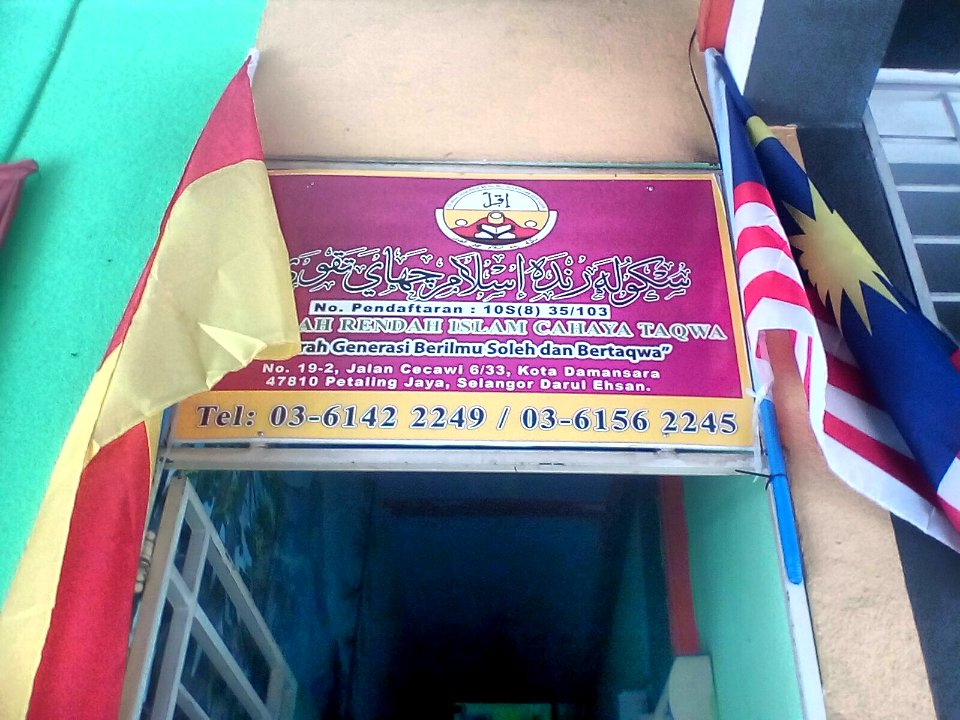 إقرأ
سكوله رنده إسلام چهاي تقوى
No. Pendaftaran : 10S(8) 35/103
RENDAH ISLAM CAHAYA TAQWA
Generasi Berilmu Soleh dan Bertaqwa"
No. 19-2, Jalan Cecawi 6/33, Kota Damansara
47810 Petaling Jaya, Selangor Darul Ehsan.
Tel: 03-6142 2249 / 03-6156 2245